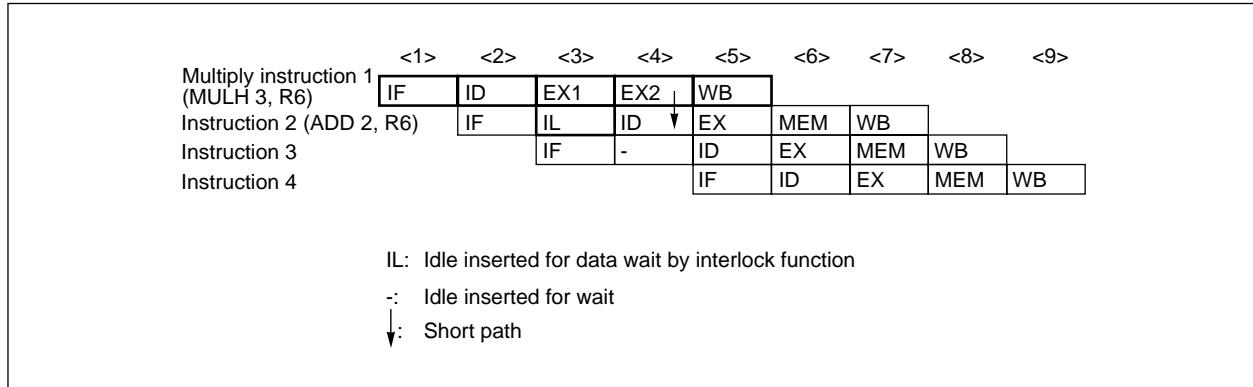 <1> <2> <3> <4> <5> <6> <7> <8> <9>
Multiply instruction 1
(MULH 3, R6) IF ID EX1 EX2 WB
Instruction 2 (ADD 2, R6) IF IL ID EX MEM WB
Instruction 3 IF - ID EX MEM WB
Instruction 4 IF ID EX MEM WB
IL: Idle inserted for data wait by interlock function
-: Idle inserted for wait
: Short path